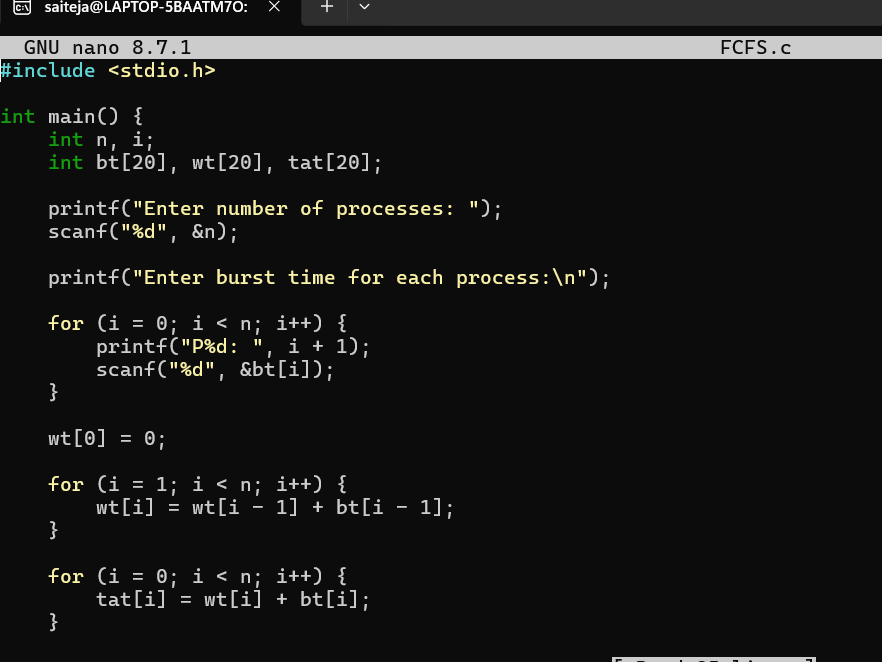 saiteja@LAPTOP-5BAATM7O:
GNU nano 8.7.1 FCFS.c
#include <stdio.h>
int main() {
    int n, i;
    int bt[20], wt[20], tat[20];
    printf("Enter number of processes: ");
    scanf("%d", &n);
    printf("Enter burst time for each process:\n");
    for (i = 0; i < n; i++) {
        printf("P%d: ", i + 1);
        scanf("%d", &bt[i]);
    }
    wt[0] = 0;
    for (i = 1; i < n; i++) {
        wt[i] = wt[i - 1] + bt[i - 1];
    }
    for (i = 0; i < n; i++) {
        tat[i] = wt[i] + bt[i];
    }